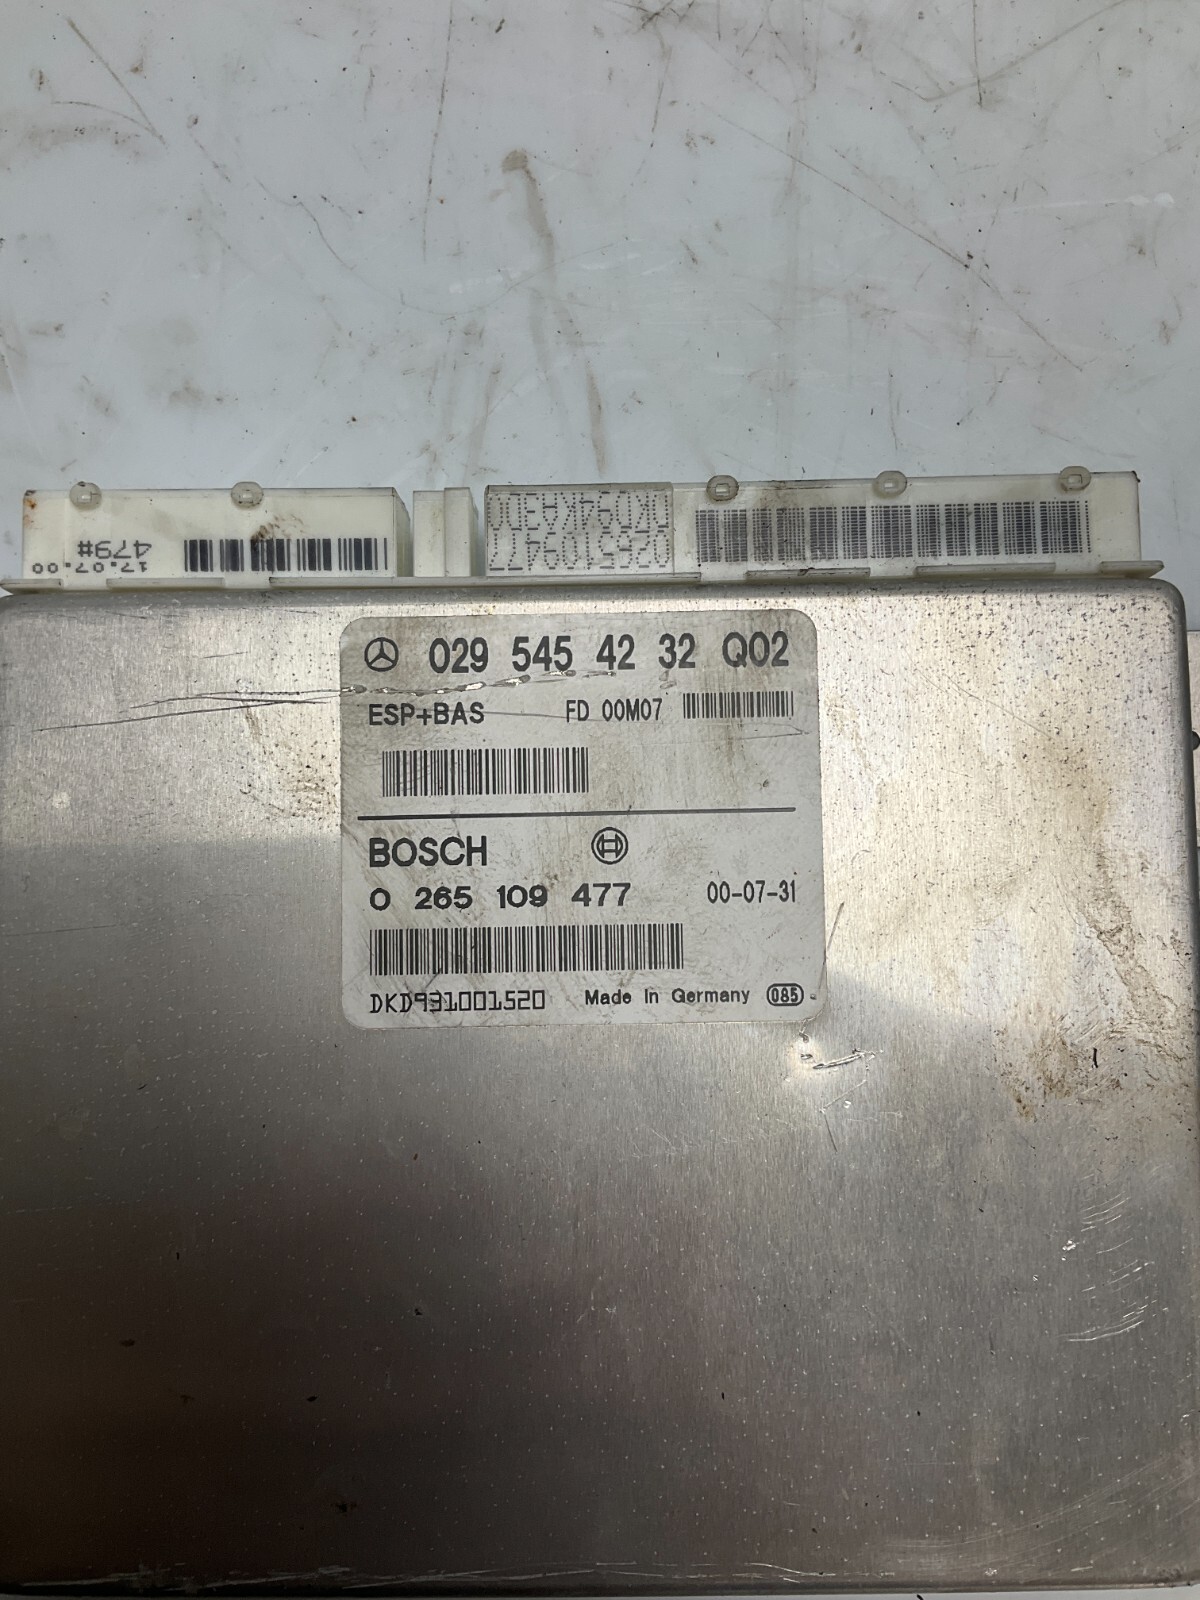 479#
17.07.00
0265109477
029 545 42 32 Q02
ESP+BAS FD 00M07
BOSCH
0 265 109 477 00-07-31
DKD931001520 Made In Germany 085